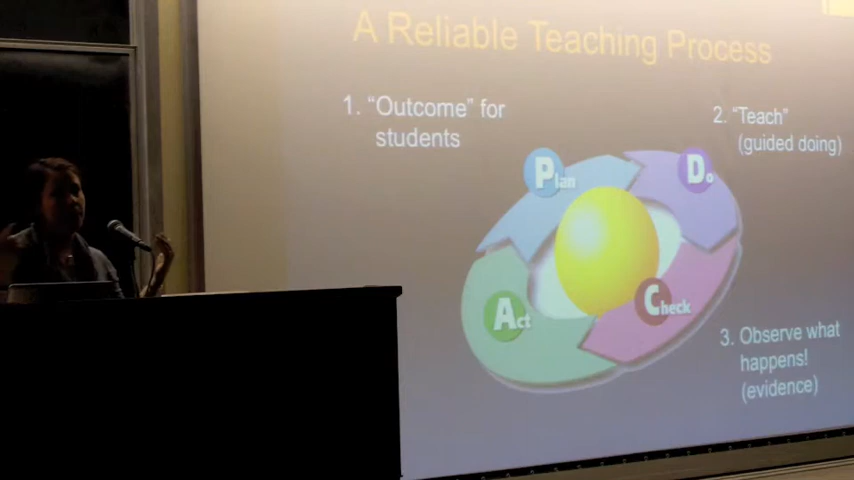 A Reliable Teaching Process
1. "Outcome" for
students
2. "Teach"
(guided doing)
Plan
Do
Act
Check
3. Observe what
happens!
(evidence)